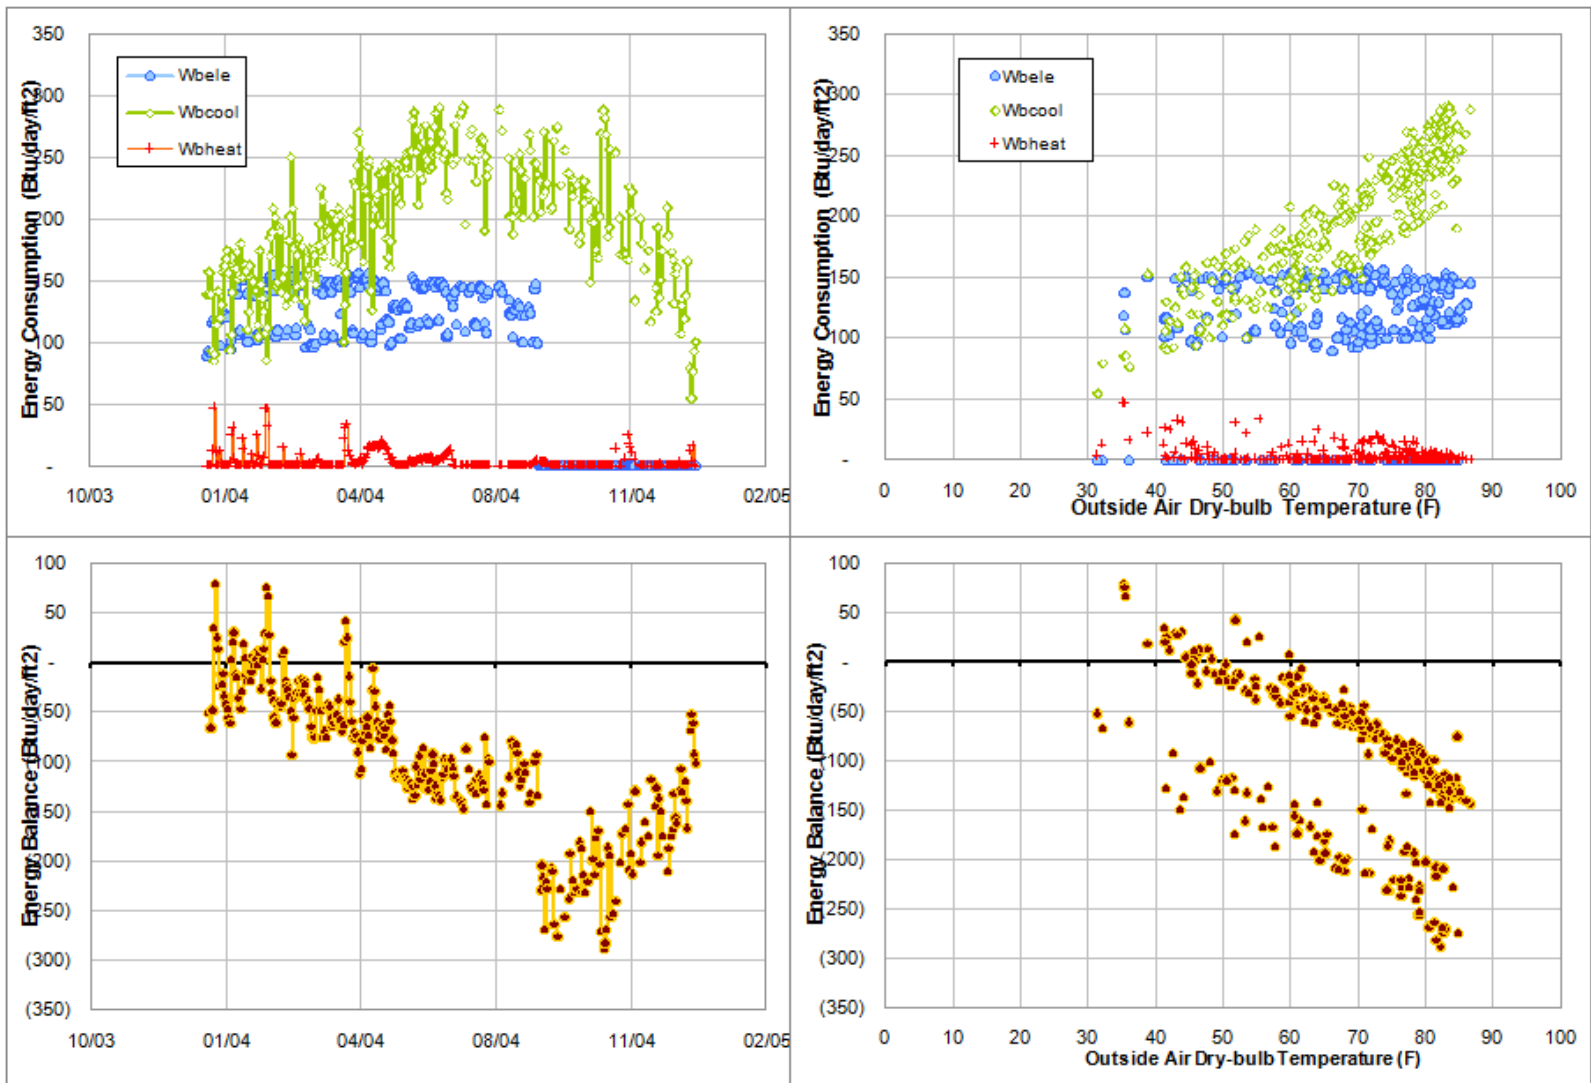 350
300
250
200
150
100
50
-
10/03 01/04 04/04 08/04 11/04 02/05
Energy Consumption (Btu/day/ft2)
Wbele
Wbcool
Wbheat
350
300
250
200
150
100
50
-
0 10 20 30 40 50 60 70 80 90 100
Outside Air Dry-bulb Temperature (F)
Energy Consumption (Btu/day/ft2)
Wbele
Wbcool
Wbheat
100
50
-
(50)
(100)
(150)
(200)
(250)
(300)
(350)
10/03 01/04 04/04 08/04 11/04 02/05
Energy Balance (Btu/day/ft2)
100
50
-
(50)
(100)
(150)
(200)
(250)
(300)
(350)
0 10 20 30 40 50 60 70 80 90 100
Outside Air Dry-bulb Temperature (F)
Energy Balance (Btu/day/ft2)